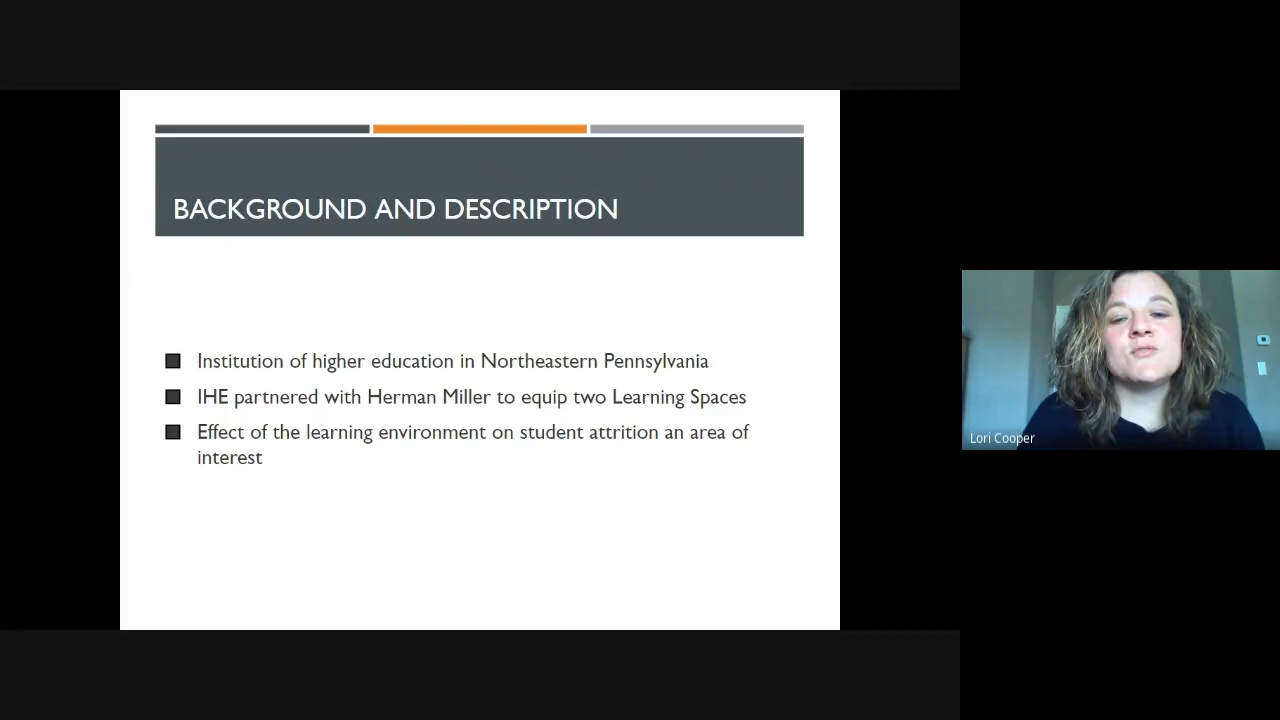 BACKGROUND AND DESCRIPTION
Institution of higher education in Northeastern Pennsylvania
IHE partnered with Herman Miller to equip two Learning Spaces
Effect of the learning environment on student attrition an area of
interest
Lori Cooper